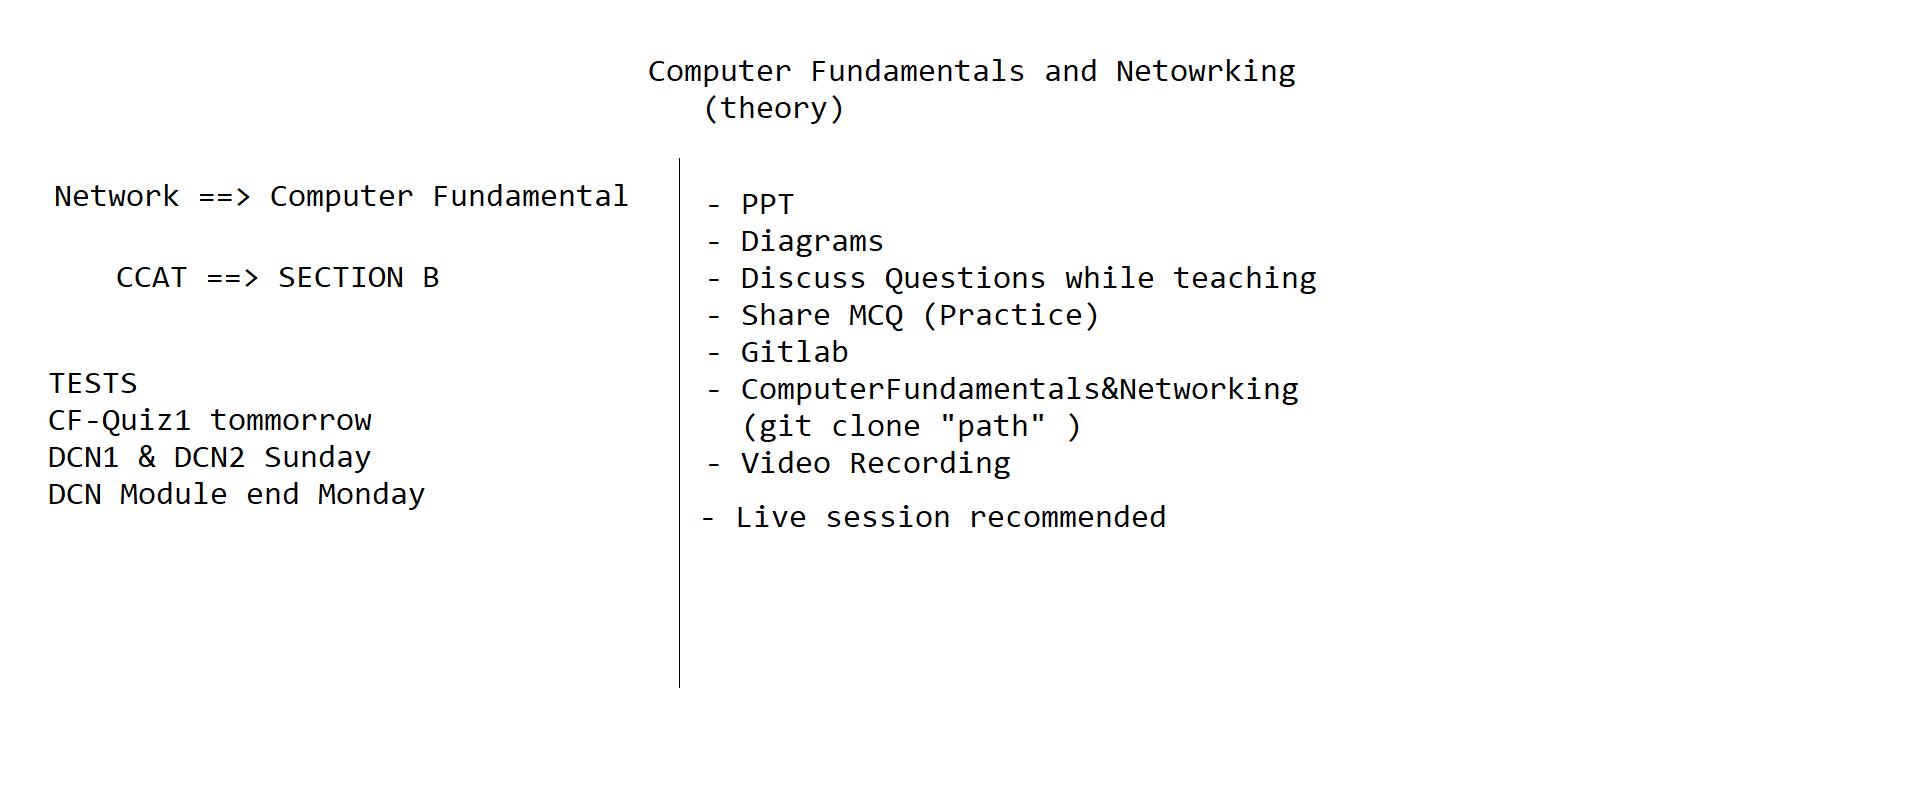 Computer Fundamentals and Netowrking
(theory)
Network ==> Computer Fundamental
CCAT ==> SECTION B
TESTS
CF-Quiz1 tommorrow
DCN1 & DCN2 Sunday
DCN Module end Monday
- PPT
- Diagrams
- Discuss Questions while teaching
- Share MCQ (Practice)
- Gitlab
- ComputerFundamentals&Networking
(git clone "path" )
- Video Recording
- Live session recommended